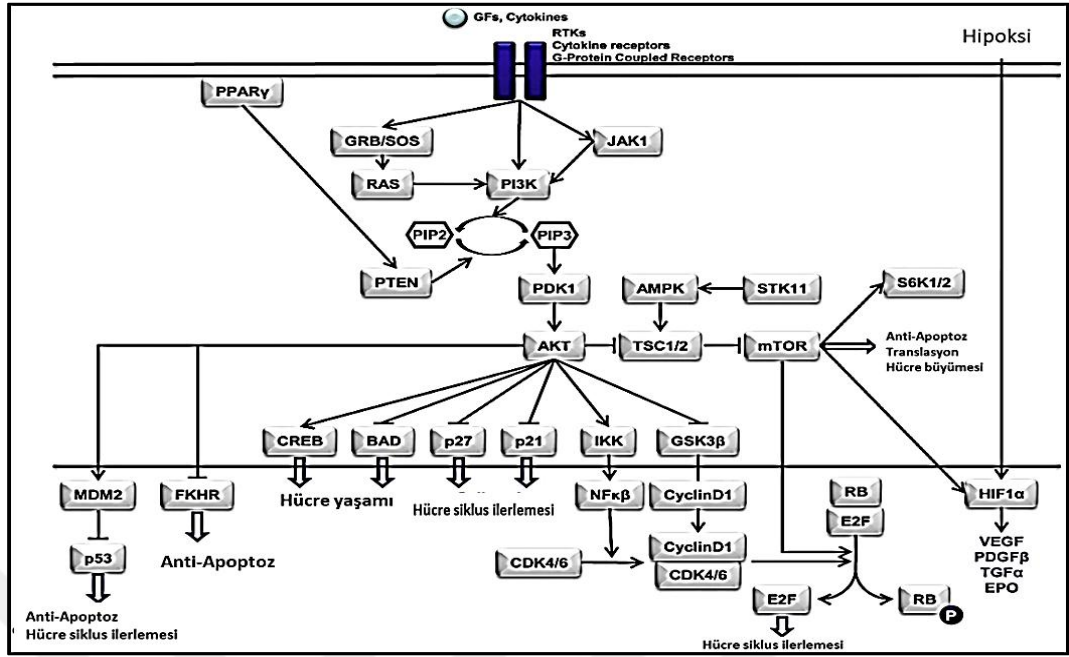 GFs, Cytokines
RTKs
Cytokine receptors
G-Protein Coupled Receptors
Hipoksi
PPARγ
GRB/SOS
JAK1
RAS
PI3K
PIP2
PIP3
PTEN
PDK1
AMPK
STK11
S6K1/2
AKT
TSC1/2
mTOR
Anti-Apoptoz
Translasyon
Hücre büyümesi
CREB
BAD
p27
p21
IKK
GSK3β
MDM2
FKHR
Hücre yaşamı
Hücre siklus ilerlemesi
NFκβ
CyclinD1
RB
E2F
HIF1α
p53
Anti-Apoptoz
CDK4/6
CyclinD1
CDK4/6
VEGF
PDGFβ
TGFα
EPO
E2F
RB
P
Anti-Apoptoz
Hücre siklus ilerlemesi
Hücre siklus ilerlemesi